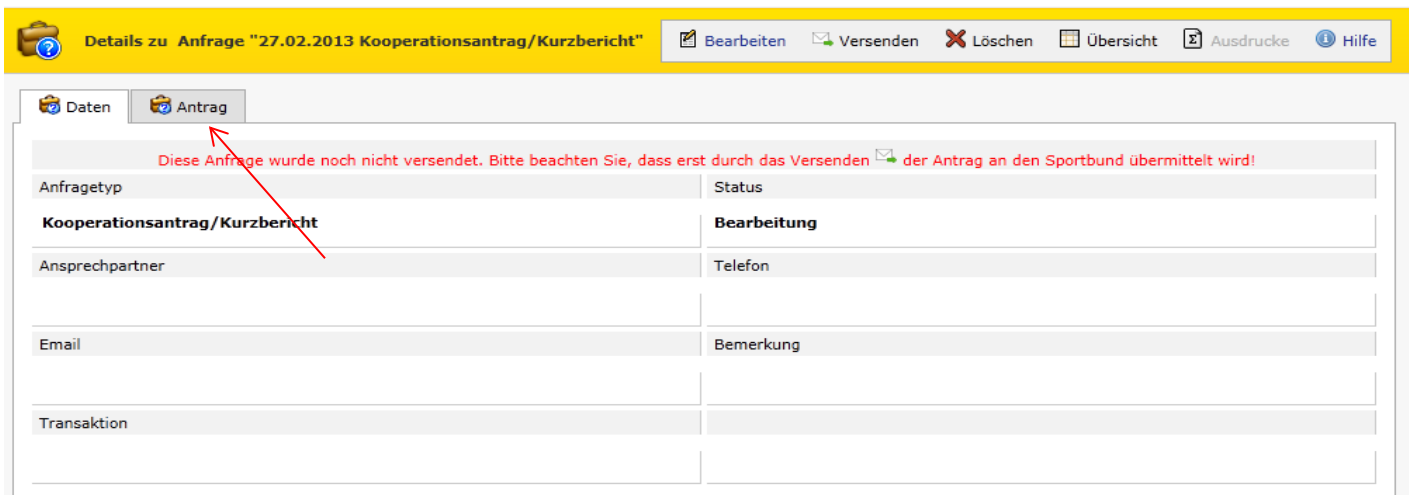 Details zu Anfrage "27.02.2013 Kooperationsantrag/Kurzbericht" Bearbeiten Versenden Löschen Übersicht Ausdrucke Hilfe
Daten Antrag
Diese Anfrage wurde noch nicht versendet. Bitte beachten Sie, dass erst durch das Versenden der Antrag an den Sportbund übermittelt wird!
Anfragetyp Status
Kooperationsantrag/Kurzbericht Bearbeitung
Ansprechpartner Telefon
Email Bemerkung
Transaktion